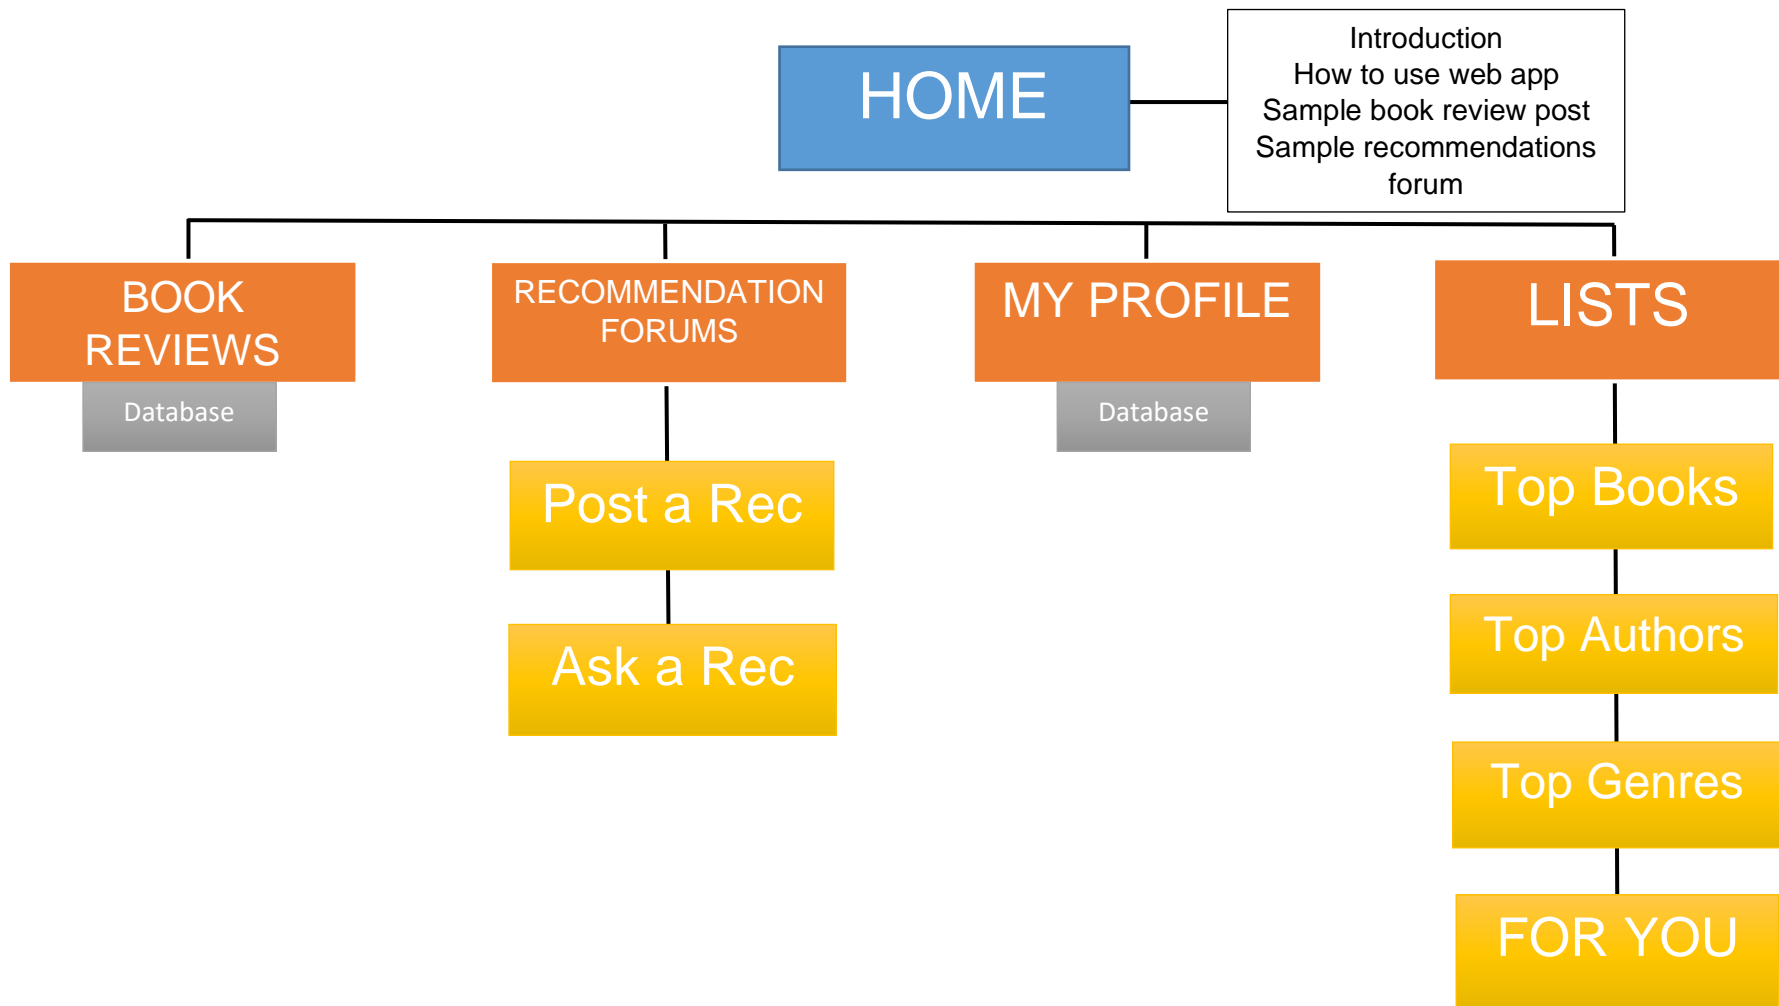 HOME
Introduction
How to use web app
Sample book review post
Sample recommendations
forum
BOOK
REVIEWS
Database
RECOMMENDATION
FORUMS
Post a Rec
Ask a Rec
MY PROFILE
Database
LISTS
Top Books
Top Authors
Top Genres
FOR YOU